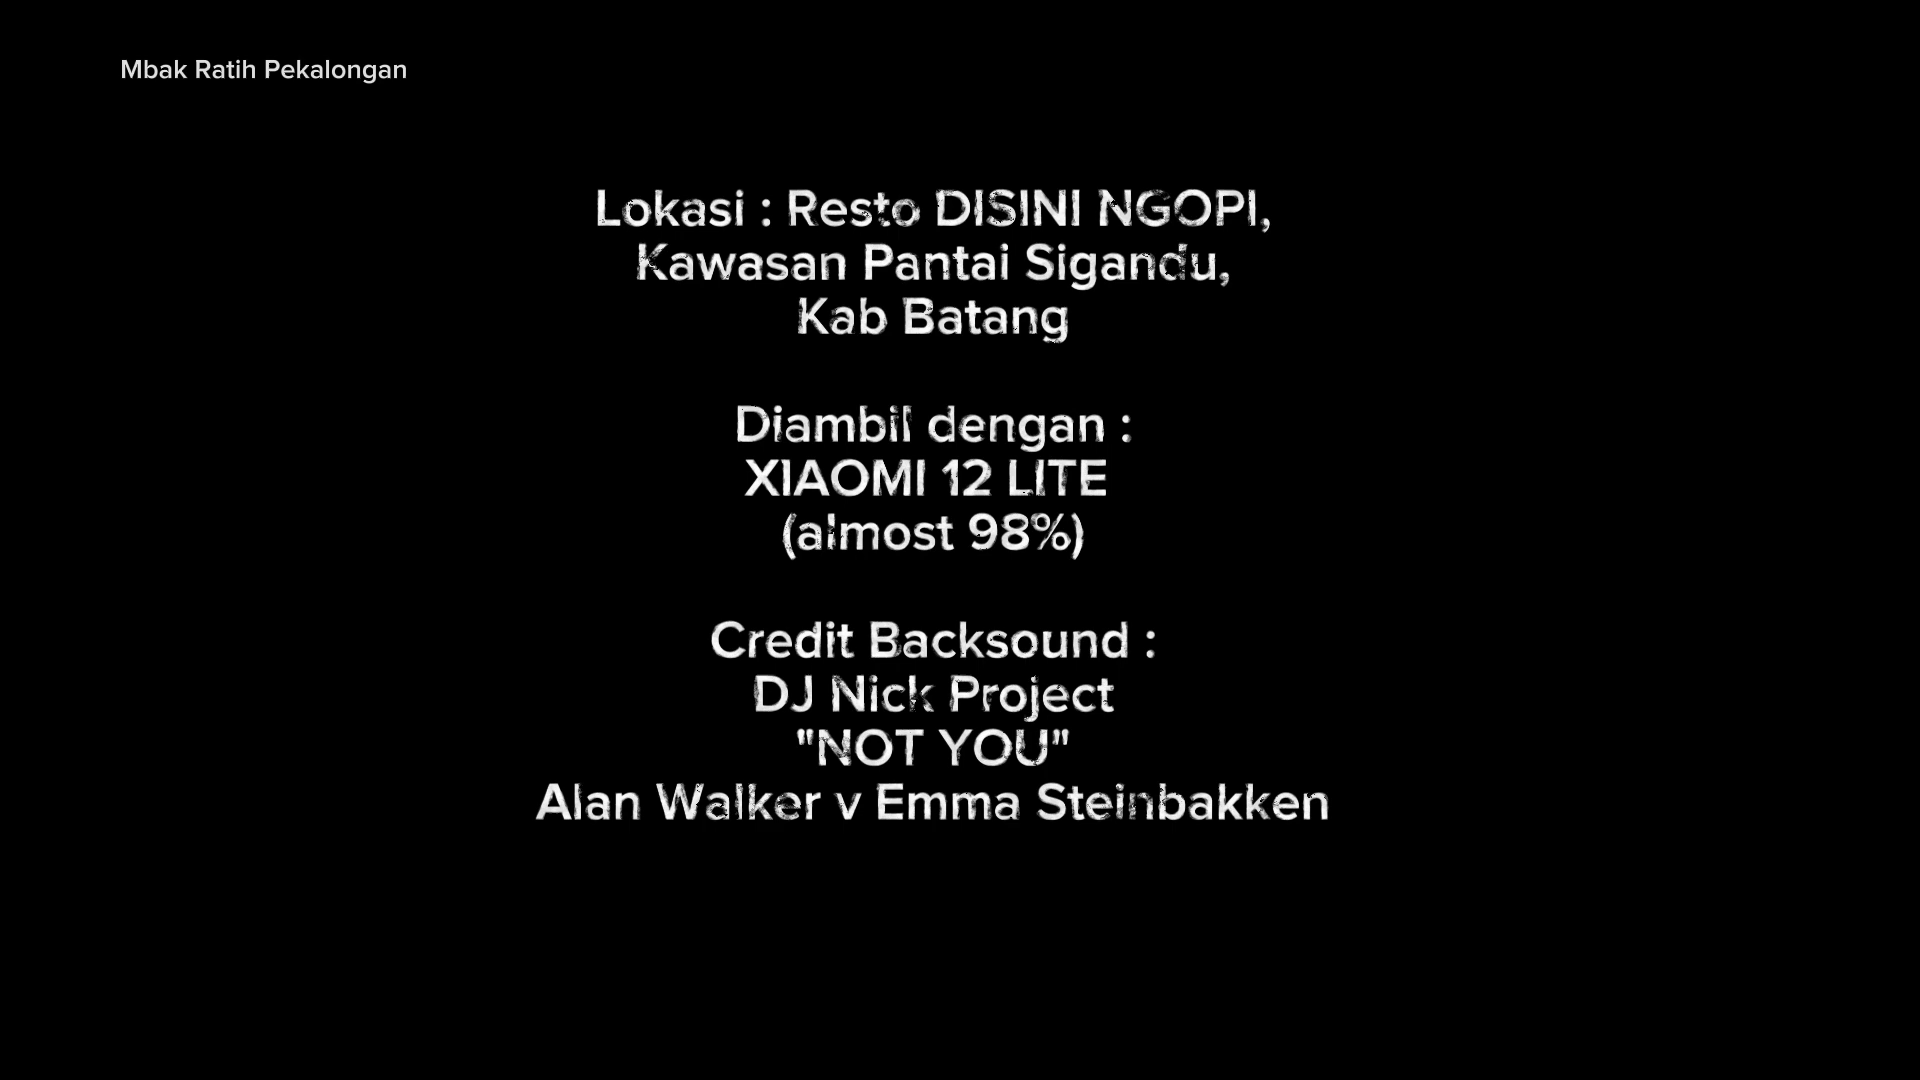 Mbak Ratih Pekalongan
Lokasi : Resto DISINI NGOPI,
Kawasan Pantai Sigandu,
Kab Batang
Diambil dengan :
XIAOMI 12 LITE
(almost 98%)
Credit Backsound :
DJ Nick Project
"NOT YOU"
Alan Walker v Emma Steinbakken